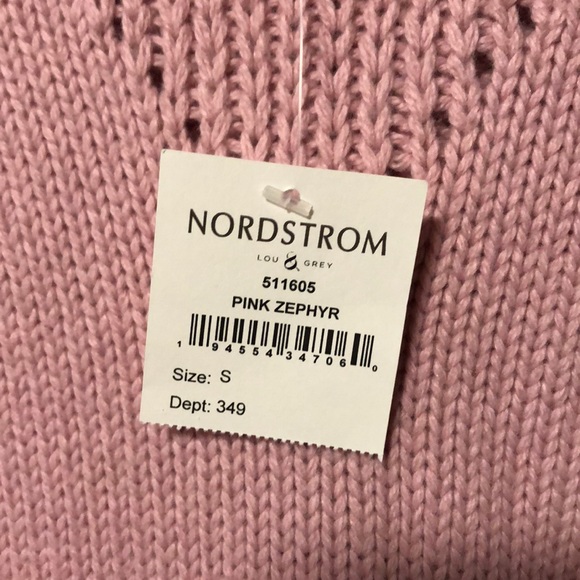 NORDSTROM
LOU & GREY
511605
PINK ZEPHYR
1 94554 34706 0
Size: S
Dept: 349